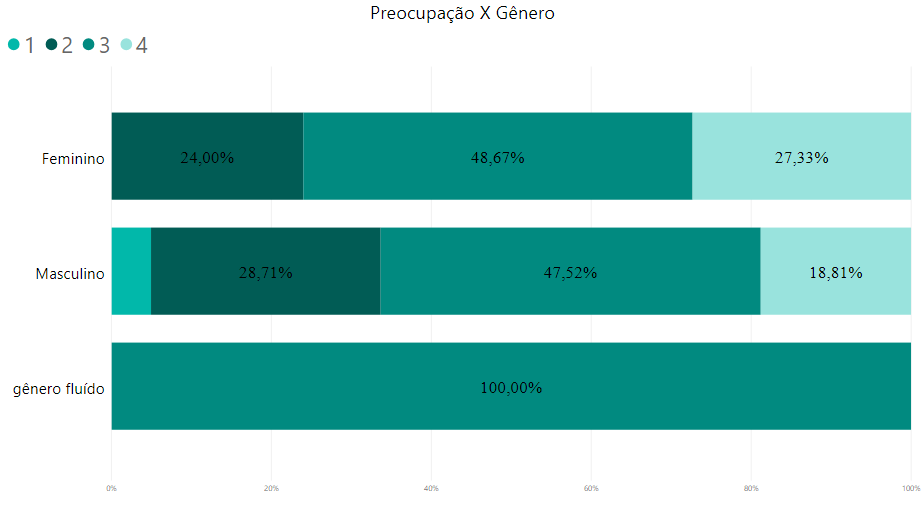 Preocupação X Gênero
1 2 3 4
Feminino 24,00% 48,67% 27,33%
Masculino 28,71% 47,52% 18,81%
gênero fluído 100,00%
0% 20% 40% 60% 80% 100%